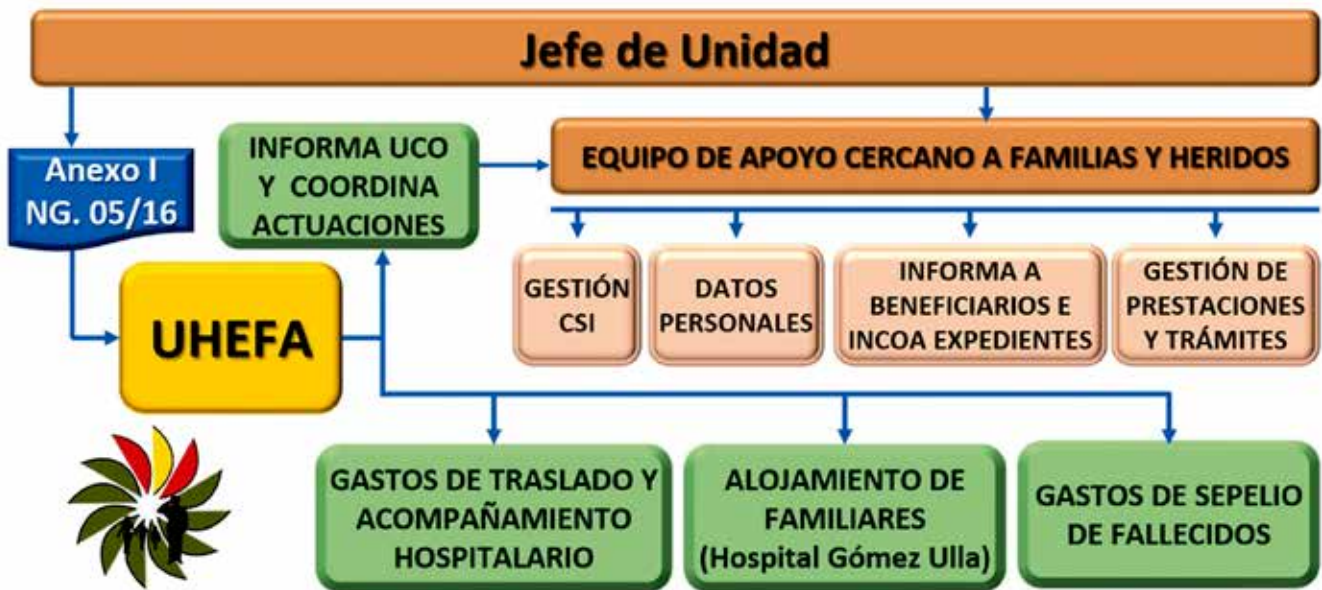 Jefe de Unidad
Anexo I
NG. 05/16
INFORMA UCO
Y COORDINA
ACTUACIONES
EQUIPO DE APOYO CERCANO A FAMILIAS Y HERIDOS
GESTIÓN
CSI
DATOS
PERSONALES
INFORMA A
BENEFICIARIOS E
INCOA EXPEDIENTES
GESTIÓN DE
PRESTACIONES
Y TRÁMITES
UHEFA
GASTOS DE TRASLADO Y
ACOMPAÑAMIENTO
HOSPITALARIO
ALOJAMIENTO DE
FAMILIARES
(Hospital Gómez Ulla)
GASTOS DE SEPELIO
DE FALLECIDOS